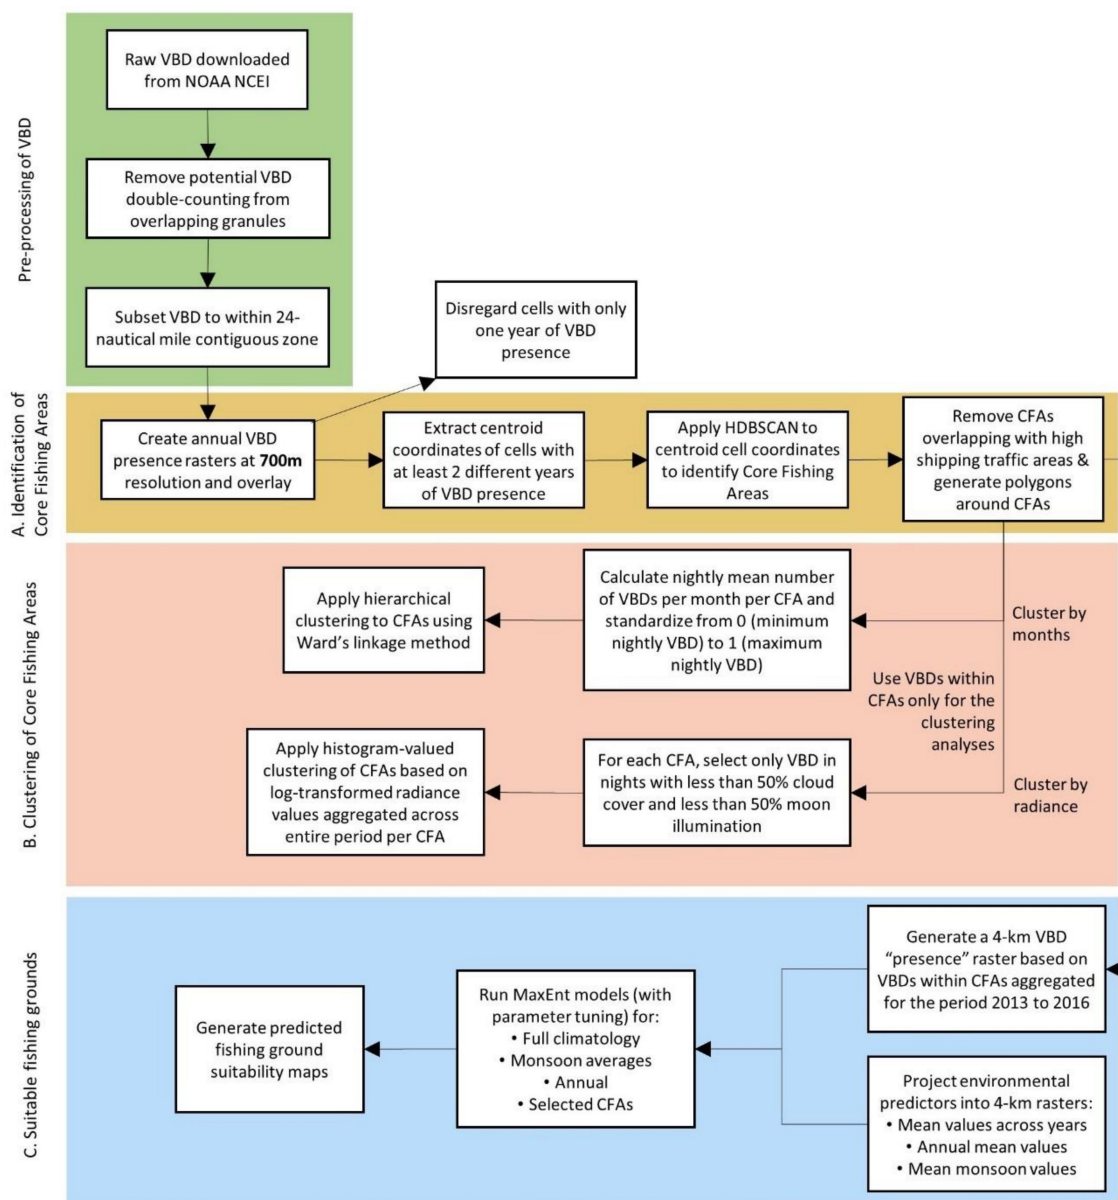 Pre-processing of VBD
Raw VBD downloaded
from NOAA NCEI
Remove potential VBD
double-counting from
overlapping granules
Subset VBD to within 24-
nautical mile contiguous zone
Disregard cells with only
one year of VBD
presence
A. Identification of
Core Fishing Areas
Create annual VBD
presence rasters at 700m
resolution and overlay
Extract centroid
coordinates of cells with
at least 2 different years
of VBD presence
Apply HDBSCAN to
centroid cell coordinates
to identify Core Fishing
Areas
Remove CFAs
overlapping with high
shipping traffic areas &
generate polygons
around CFAs
B. Clustering of Core Fishing Areas
Apply hierarchical
clustering to CFAs using
Ward's linkage method
Calculate nightly mean number
of VBDs per month per CFA and
standardize from 0 (minimum
nightly VBD) to 1 (maximum
nightly VBD)
Cluster by
months
Use VBDs within
CFAs only for the
clustering
analyses
Apply histogram-valued
clustering of CFAs based on
log-transformed radiance
values aggregated across
entire period per CFA
For each CFA, select only VBD in
nights with less than 50% cloud
cover and less than 50% moon
illumination
Cluster by
radiance
C. Suitable fishing grounds
Generate predicted
fishing ground
suitability maps
Run MaxEnt models (with
parameter tuning) for:
• Full climatology
• Monsoon averages
• Annual
• Selected CFAs
Generate a 4-km VBD
"presence" raster based on
VBDs within CFAs aggregated
for the period 2013 to 2016
Project environmental
predictors into 4-km rasters:
• Mean values across years
• Annual mean values
• Mean monsoon values